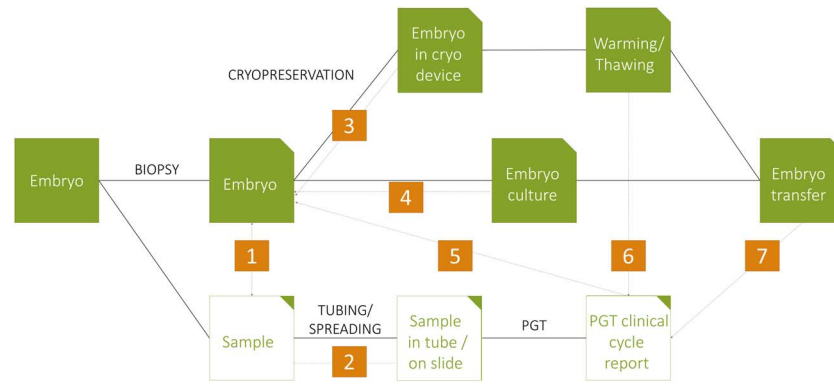 Embryo
in cryo
device
Warming/
Thawing
CRYOPRESERVATION
3
Embryo
BIOPSY
Embryo
4
Embryo
culture
Embryo
transfer
1
5
6
7
Sample
TUBING/
SPREADING
2
Sample
in tube /
on slide
PGT
PGT clinical
cycle
report